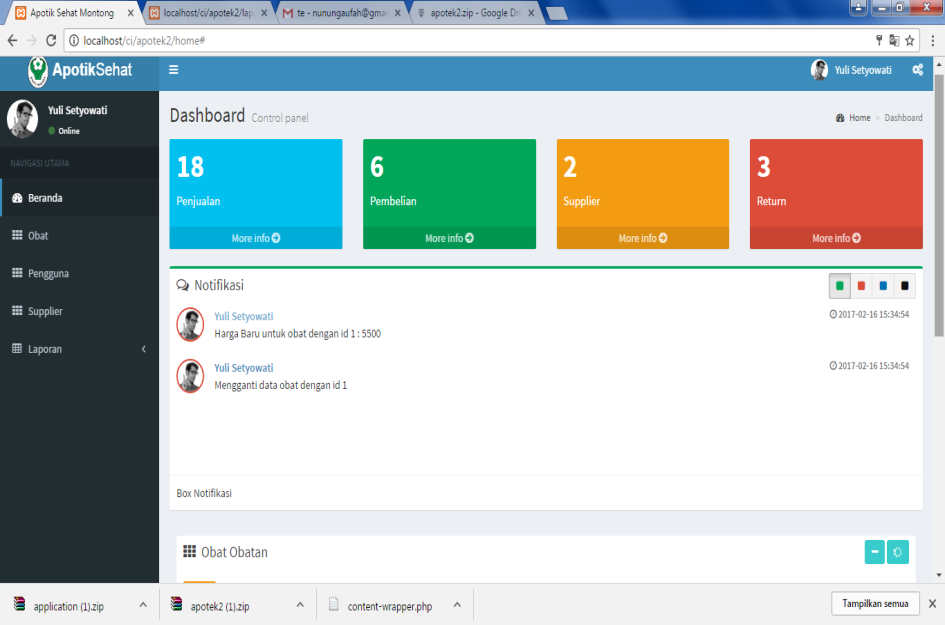 Apotik Sehat Montong
localhost/ci/apotek2/lap
te - nunungaufah@gmai
apotek2.zip - Google Dri
localhost/ci/apotek2/home#
ApotikSehat
Yuli Setyowati
Yuli Setyowati
Online
Dashboard Control panel
Home > Dashboard
NAVIGASI UTAMA
Beranda
Obat
Pengguna
Supplier
Laporan
18
Penjualan
More info
6
Pembelian
More info
2
Supplier
More info
3
Return
More info
Notifikasi
Yuli Setyowati
2017-02-16 15:34:54
Harga Baru untuk obat dengan id 1 : 5500
Yuli Setyowati
2017-02-16 15:34:54
Mengganti data obat dengan id 1
Box Notifikasi
Obat Obatan
application (1).zip
apotek2 (1).zip
content-wrapper.php
Tampilkan semua